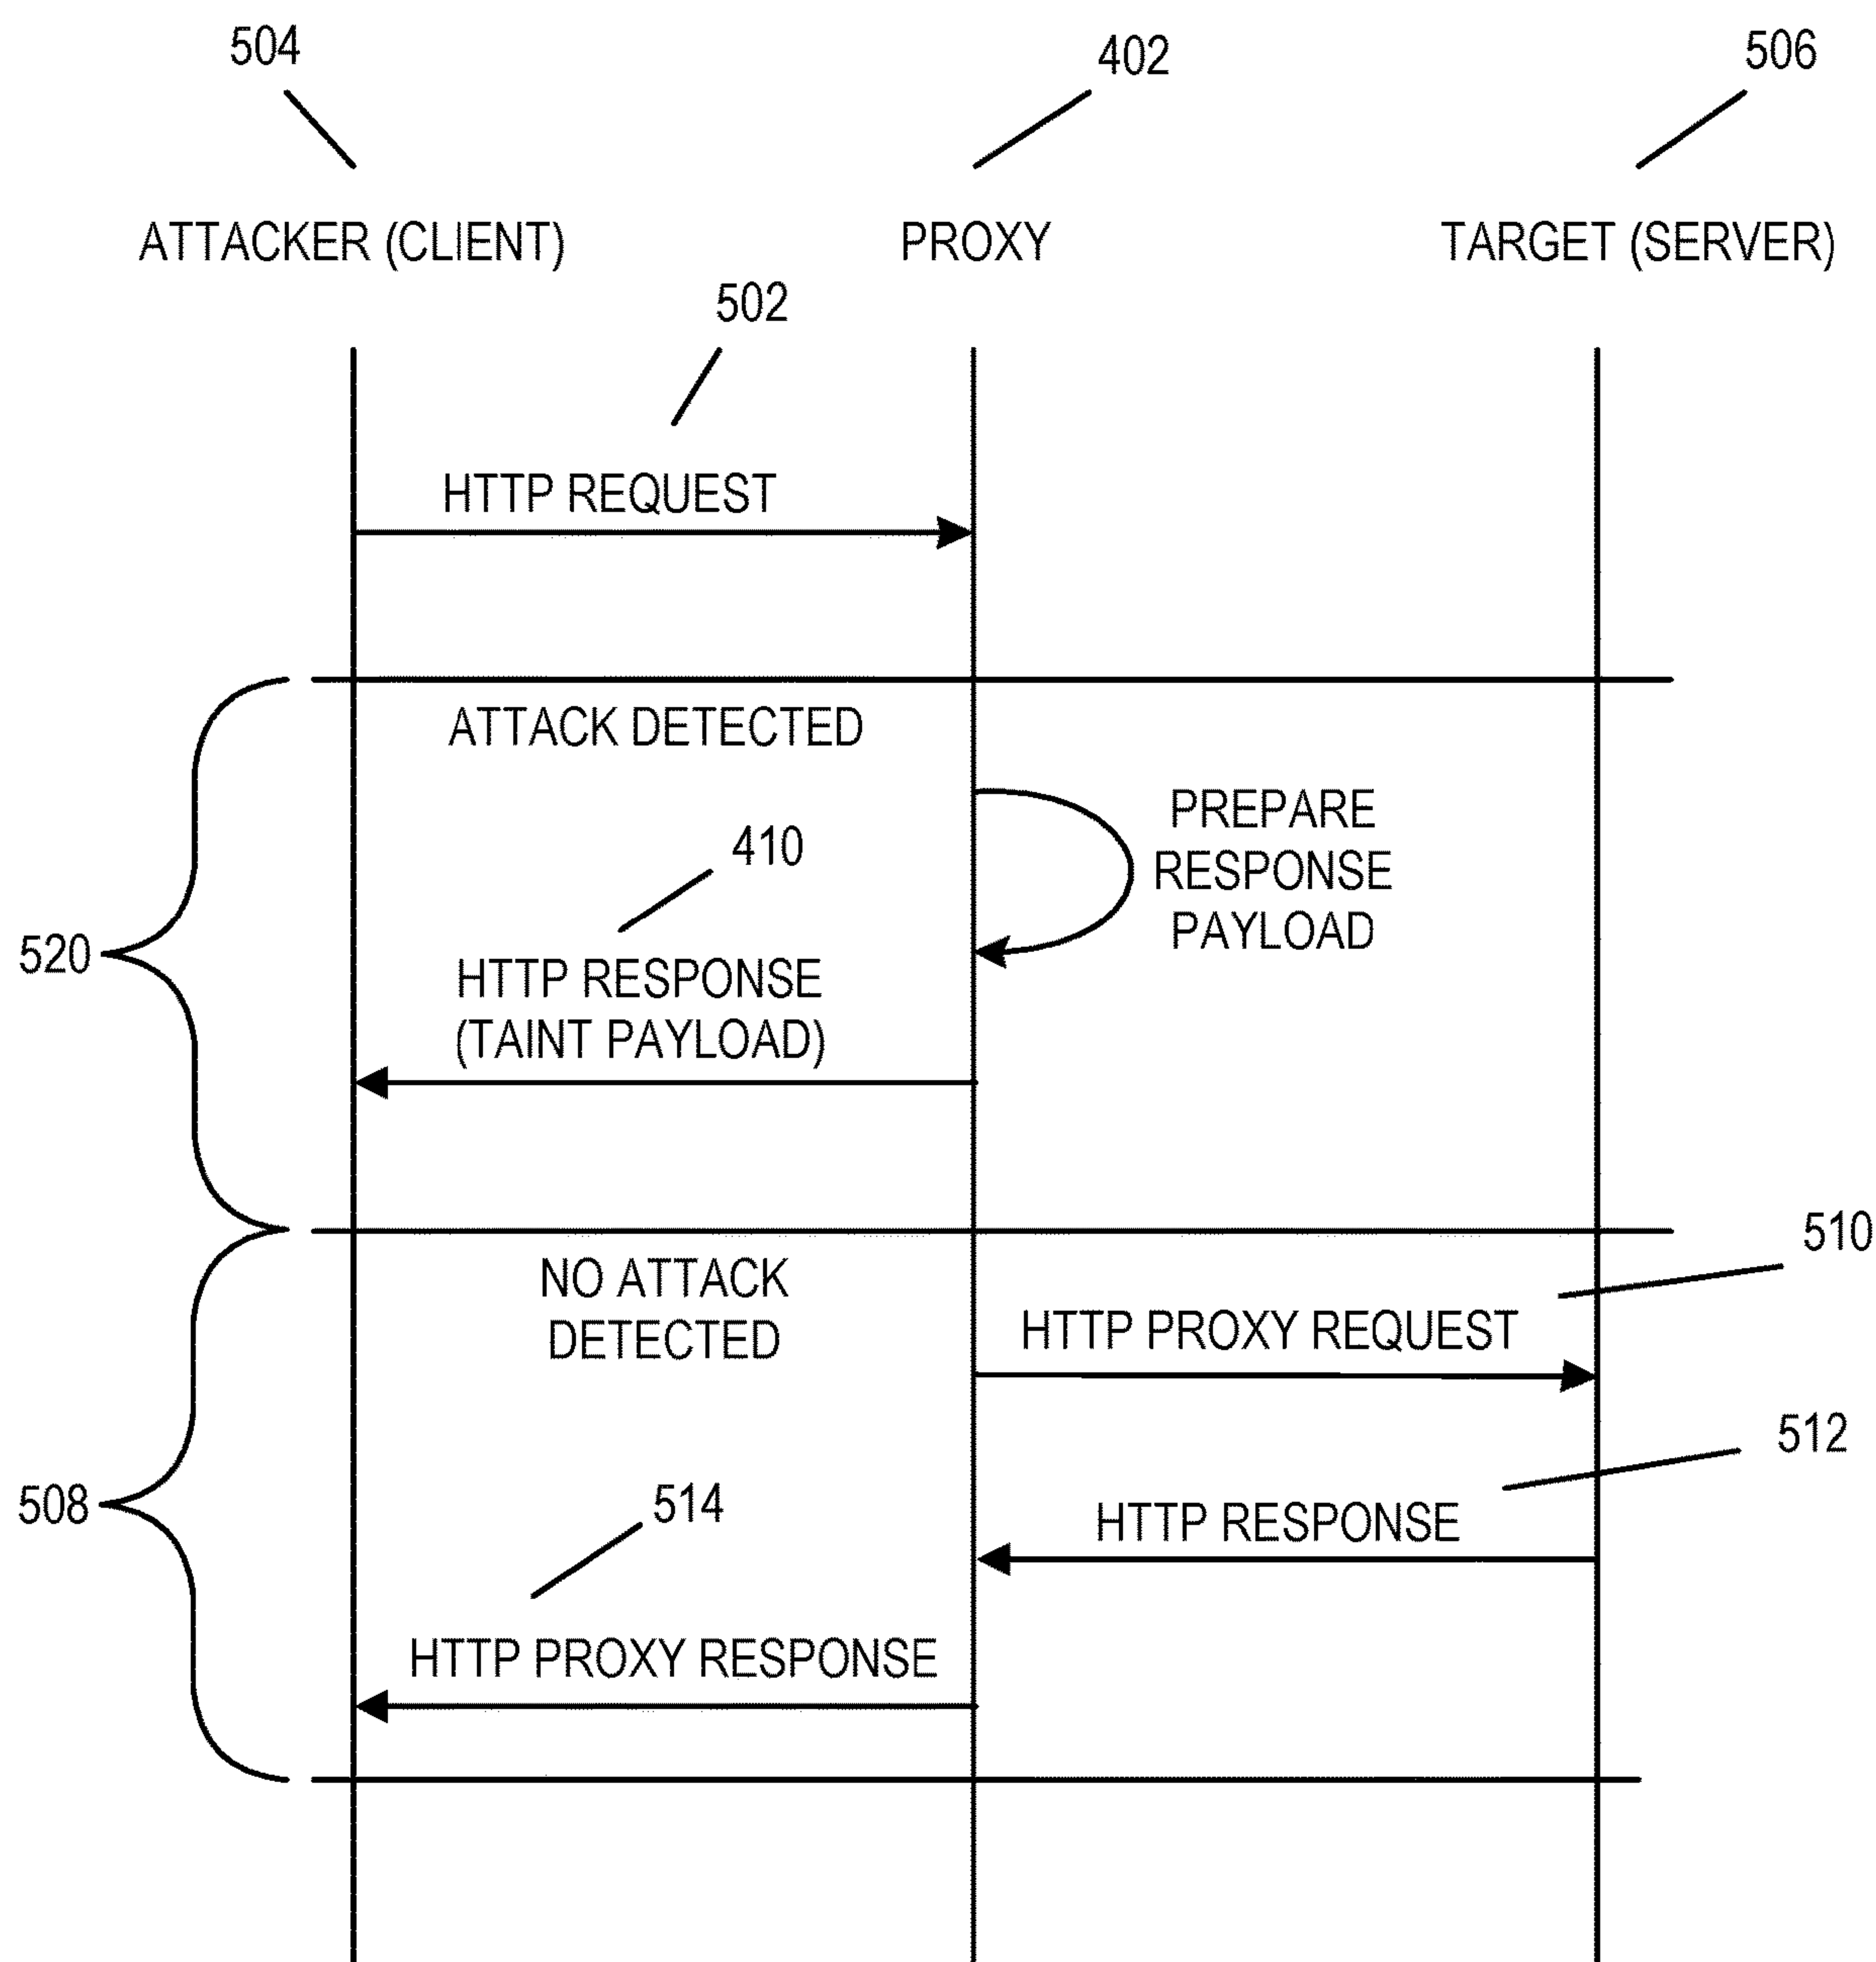 504
402
506
ATTACKER (CLIENT)
PROXY
TARGET (SERVER)
502
HTTP REQUEST
ATTACK DETECTED
PREPARE
RESPONSE
PAYLOAD
410
520
HTTP RESPONSE
(TAINT PAYLOAD)
510
NO ATTACK
DETECTED
HTTP PROXY REQUEST
512
508
514
HTTP RESPONSE
HTTP PROXY RESPONSE